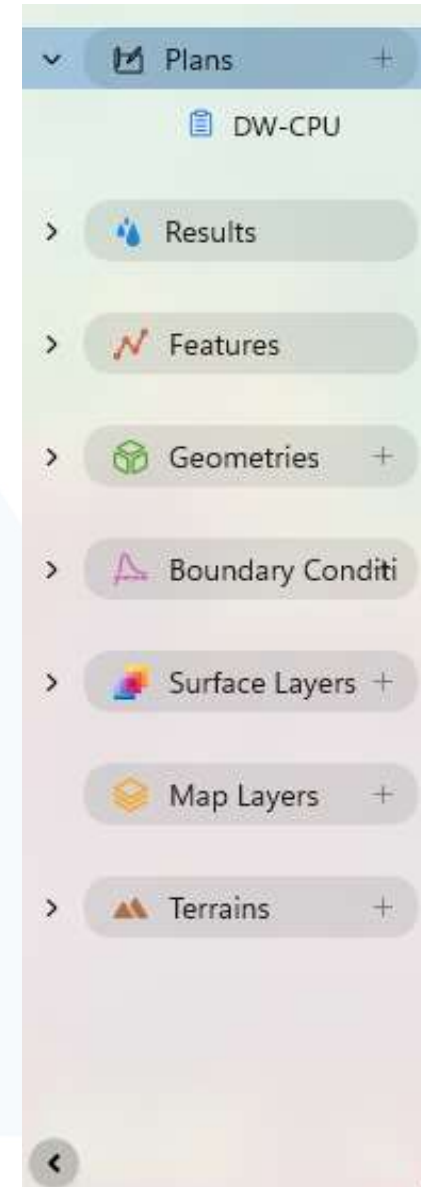 Plans
DW-CPU
Results
Features
Geometries
Boundary Conditi
Surface Layers
Map Layers
Terrains